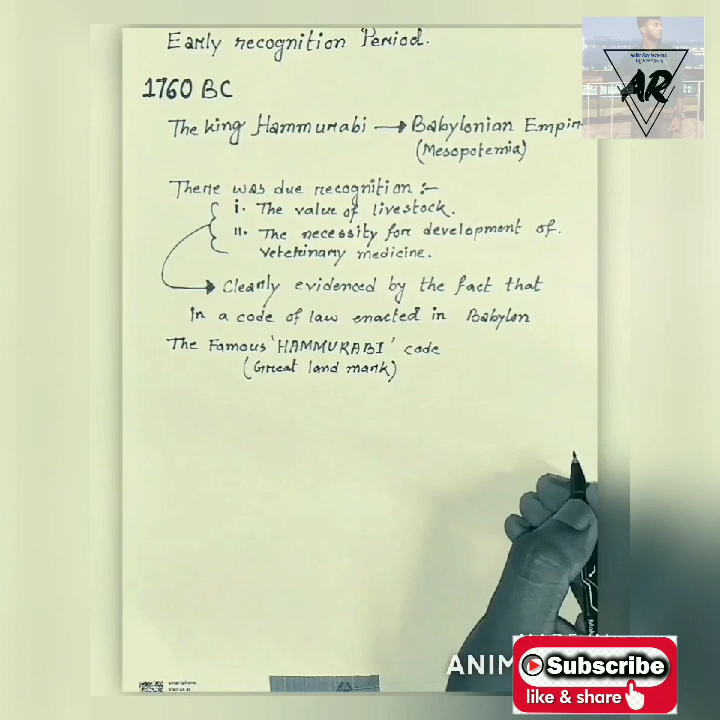 Early recognition Period.
1760 BC
The king Hammurabi → Babylonian Empir
(Mesopotemia)
There was due recognition :-
i. The value of livestock.
ii. The necessity for development of.
veterinary medicine.
→ Clearly evidenced by the fact that
In a code of law enacted in Babylon
The Famous 'HAMMURABI' code
(Great land mark)
AR
ANIM
Subscribe
like & share